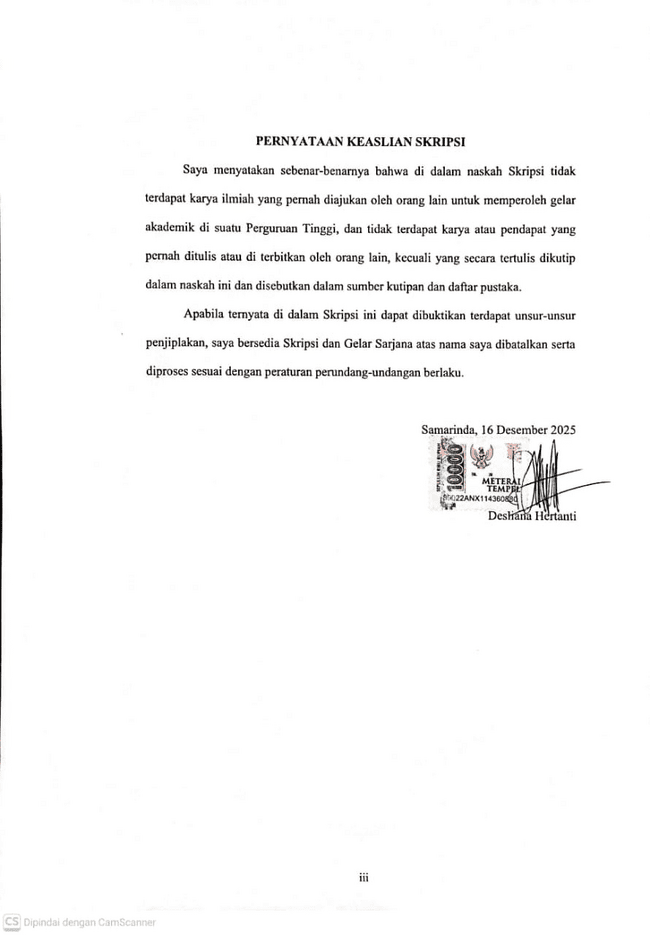 PERNYATAAN KEASLIAN SKRIPSI
Saya menyatakan sebenar-benarnya bahwa di dalam naskah Skripsi tidak
terdapat karya ilmiah yang pernah diajukan oleh orang lain untuk memperoleh gelar
akademik di suatu Perguruan Tinggi, dan tidak terdapat karya atau pendapat yang
pernah ditulis atau di terbitkan oleh orang lain, kecuali yang secara tertulis dikutip
dalam naskah ini dan disebutkan dalam sumber kutipan dan daftar pustaka.
Apabila ternyata di dalam Skripsi ini dapat dibuktikan terdapat unsur-unsur
penjiplakan, saya bersedia Skripsi dan Gelar Sarjana atas nama saya dibatalkan serta
diproses sesuai dengan peraturan perundang-undangan berlaku.
Samarinda, 16 Desember 2025
10000
METERAI
TEMPEL
Deshana Hertanti
iii
CS Dipindai dengan CamScanner